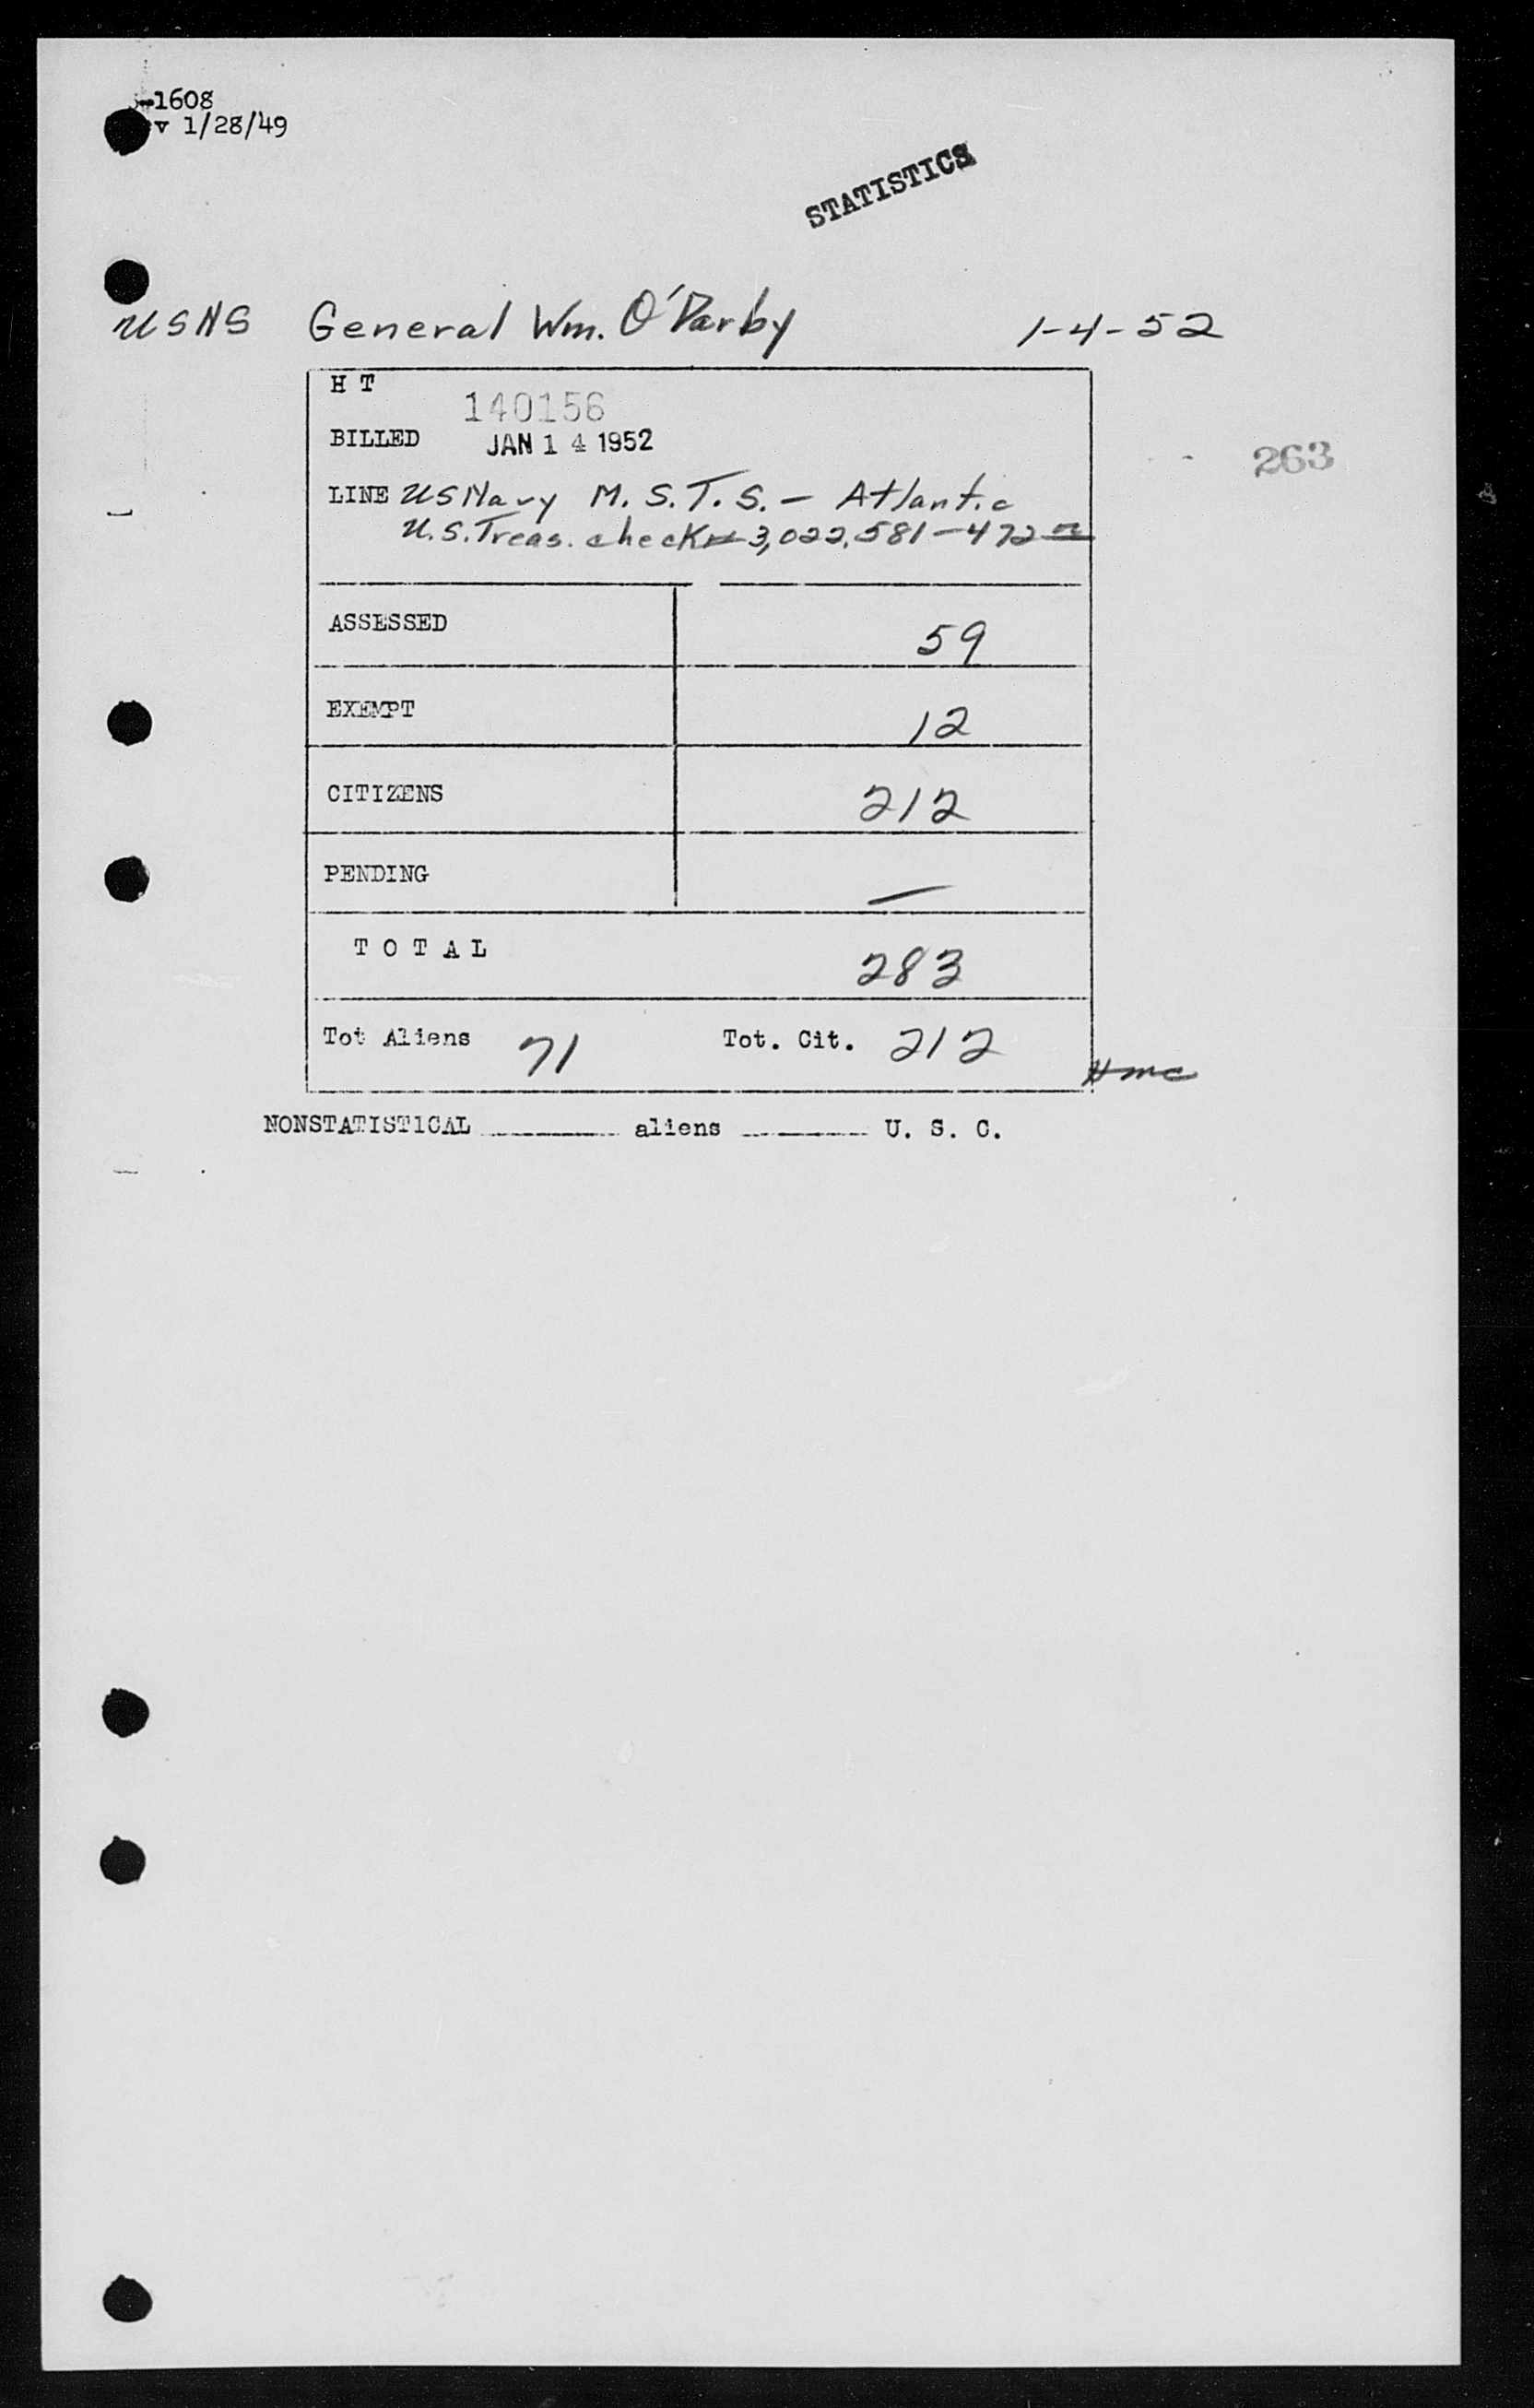 -1608
v 1/28/49
STATISTICS
USNS General Wm. O'Darby 1-4-52
H T
140156
BILLED JAN 14 1952
263
LINE US Navy M. S. T. S. - Atlantic
U.S. Treas. check # 3,022,581 - 472
ASSESSED 59
EXEMPT 12
CITIZENS 212
PENDING —
T O T A L 283
Tot Aliens 71 Tot. Cit. 212
NONSTATISTICAL aliens U. S. C.